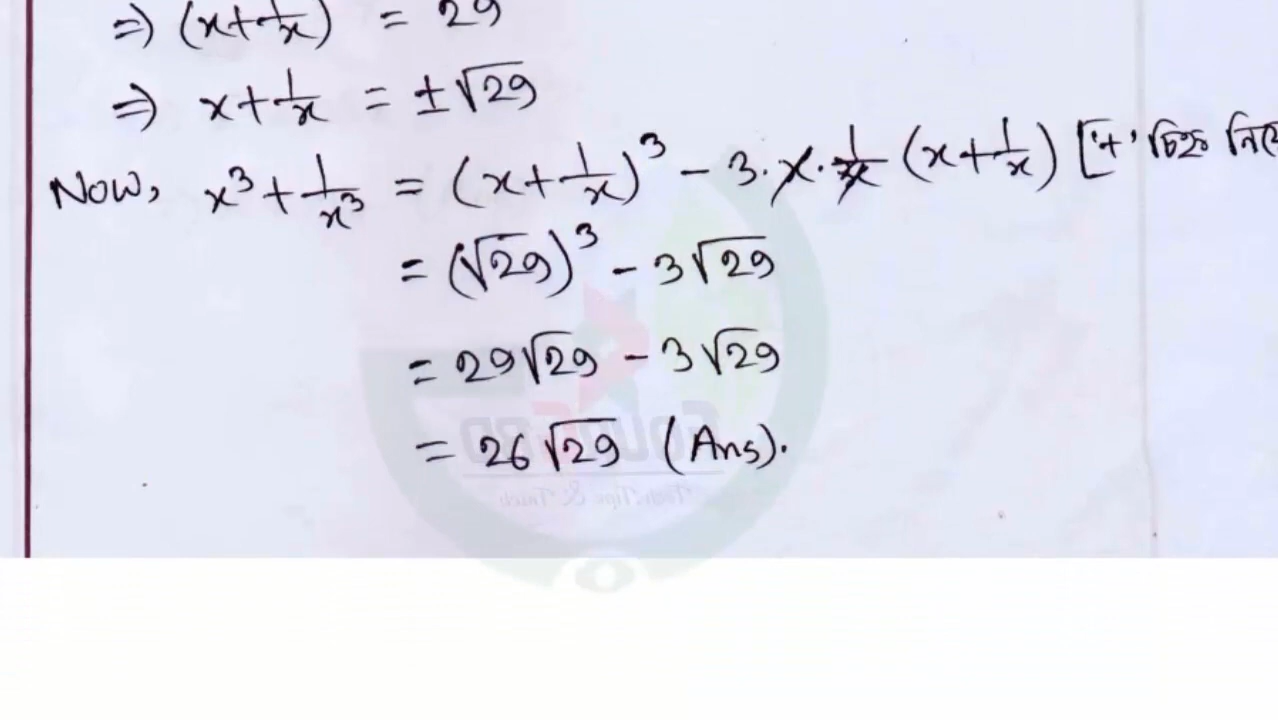 ⇒ (x+1/x) = 29
⇒ x+1/x = ±√29
Now, x³+1/x³ = (x+1/x)³ - 3·x·1/x (x+1/x) ['+'
= (√29)³ - 3√29
= 29√29 - 3√29
= 26√29 (Ans).